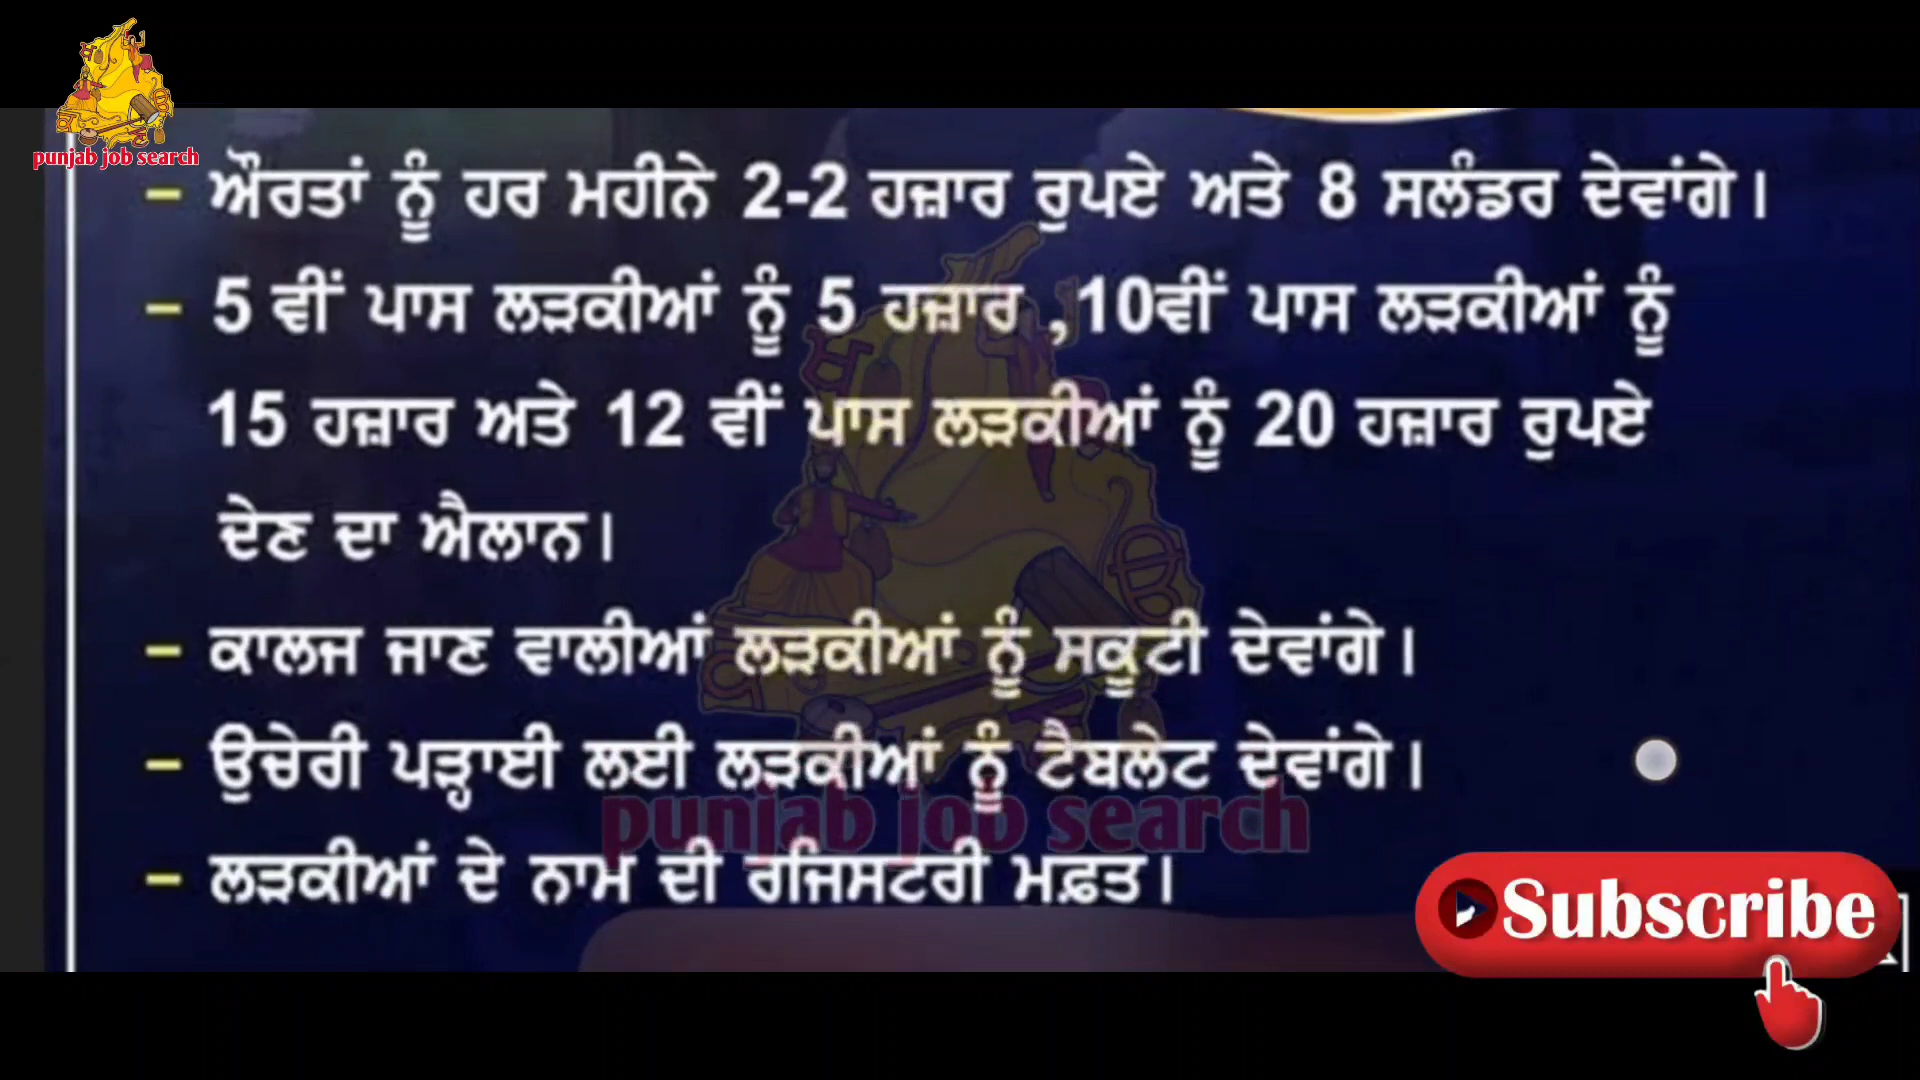 punjab job search
– ਔਰਤਾਂ ਨੂੰ ਹਰ ਮਹੀਨੇ 2-2 ਹਜ਼ਾਰ ਰੁਪਏ ਅਤੇ 8 ਸਲੰਡਰ ਦੇਵਾਂਗੇ।
– 5 ਵੀਂ ਪਾਸ ਲੜਕੀਆਂ ਨੂੰ 5 ਹਜ਼ਾਰ ,10ਵੀਂ ਪਾਸ ਲੜਕੀਆਂ ਨੂੰ
15 ਹਜ਼ਾਰ ਅਤੇ 12 ਵੀਂ ਪਾਸ ਲੜਕੀਆਂ ਨੂੰ 20 ਹਜ਼ਾਰ ਰੁਪਏ
ਦੇਣ ਦਾ ਐਲਾਨ।
– ਕਾਲਜ ਜਾਣ ਵਾਲੀਆਂ ਲੜਕੀਆਂ ਨੂੰ ਸਕੂਟੀ ਦੇਵਾਂਗੇ।
– ਉਚੇਰੀ ਪੜ੍ਹਾਈ ਲਈ ਲੜਕੀਆਂ ਨੂੰ ਟੈਬਲੇਟ ਦੇਵਾਂਗੇ।
punjab job search
– ਲੜਕੀਆਂ ਦੇ ਨਾਮ ਦੀ ਰਜਿਸਟਰੀ ਮਫ਼ਤ।
Subscribe